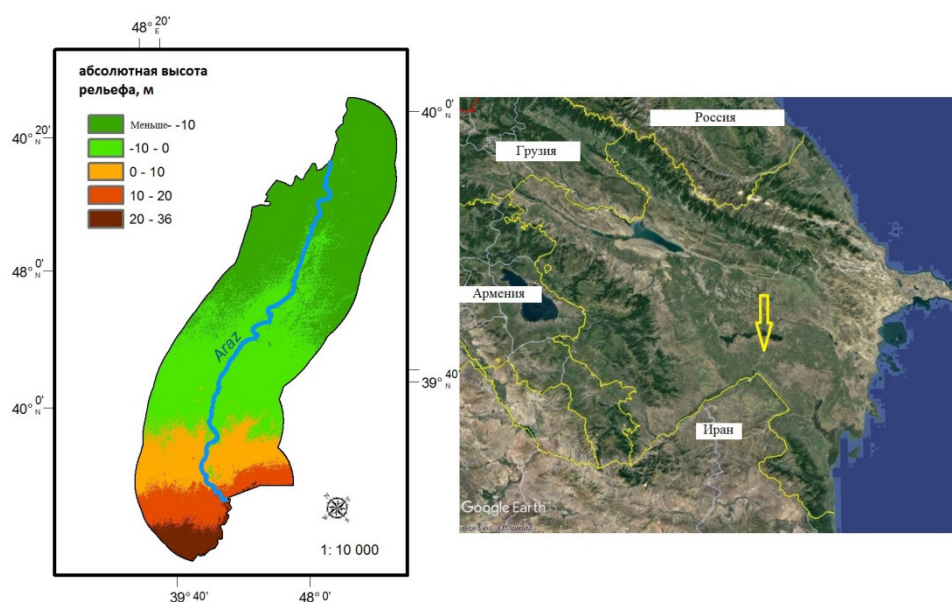 48° 20'
E
абсолютная высота
рельефа, м
Меньше- -10
-10 - 0
0 - 10
10 - 20
20 - 36
40° 20'
N
48° 0'
E
40° 0'
N
Araz
1: 10 000
39° 40'
N
48° 0'
E
40° 0'
N
39° 40'
N
Россия
Грузия
Армения
Иран
Google Earth